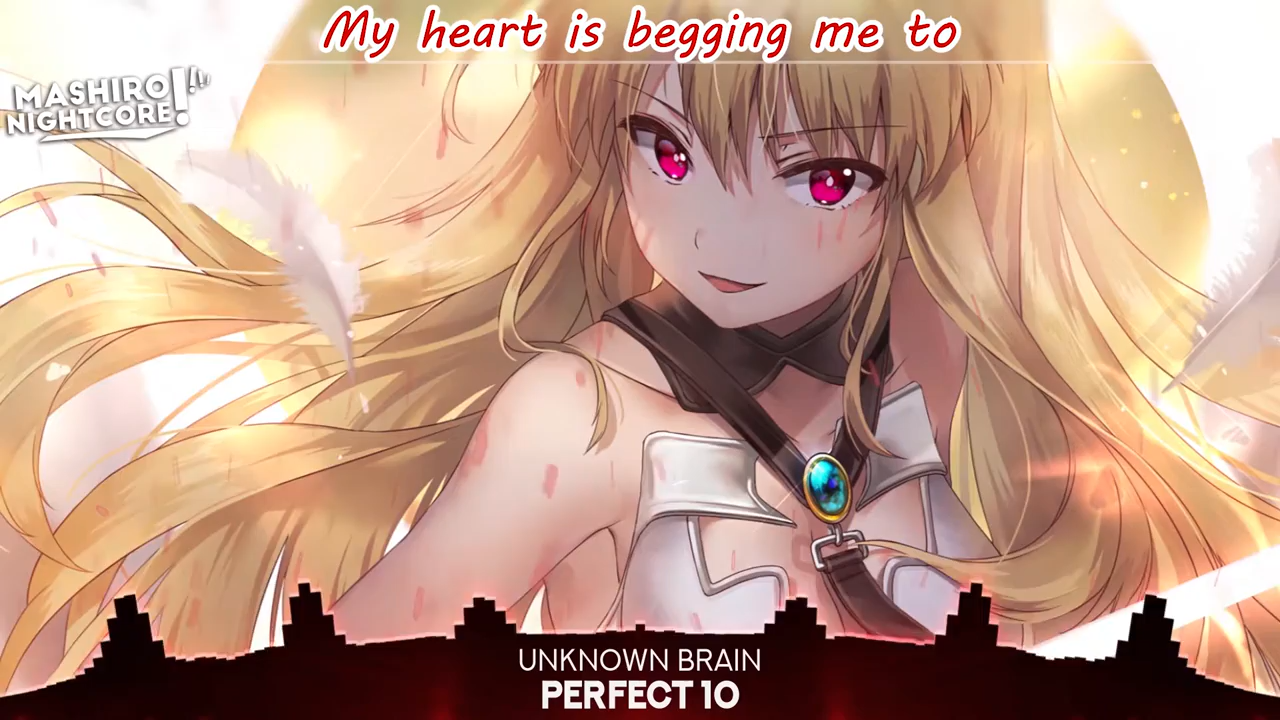 My heart is begging me to
MASHIRO
NIGHTCORE!!!
UNKNOWN BRAIN
PERFECT 10